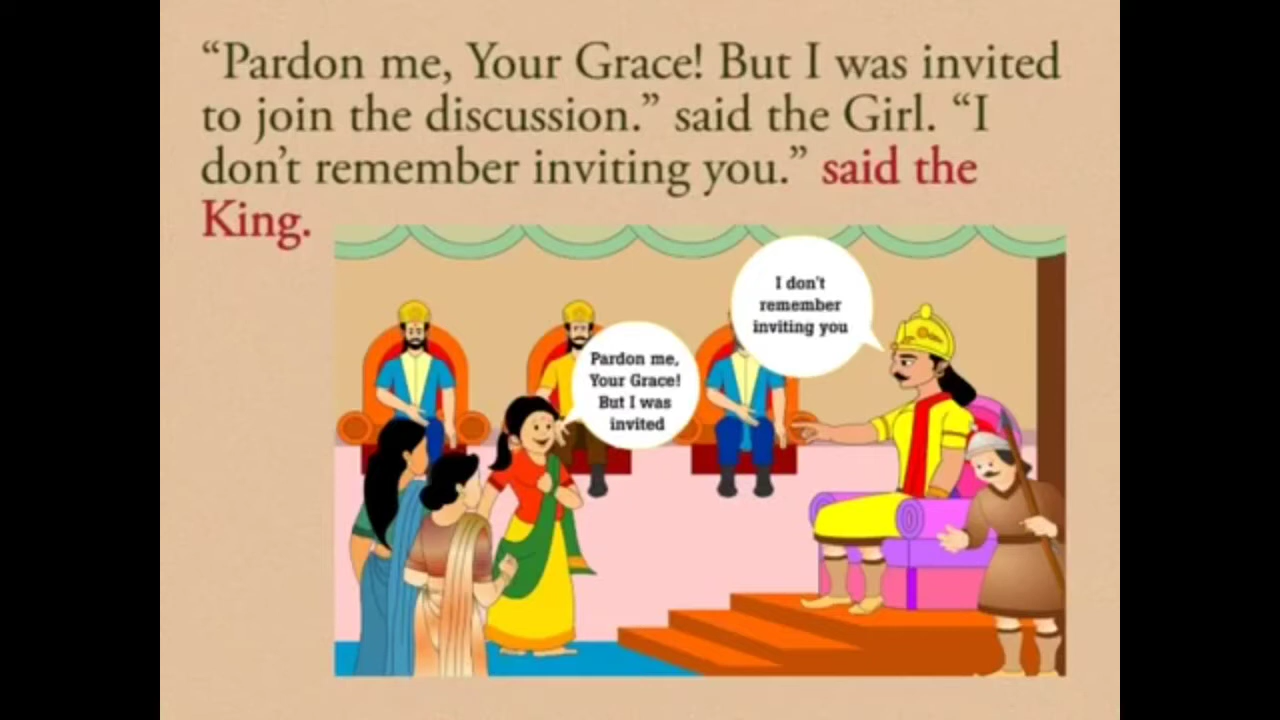 “Pardon me, Your Grace! But I was invited
to join the discussion.” said the Girl. “I
don’t remember inviting you.” said the
King.
I don't
remember
inviting you
Pardon me,
Your Grace!
But I was
invited